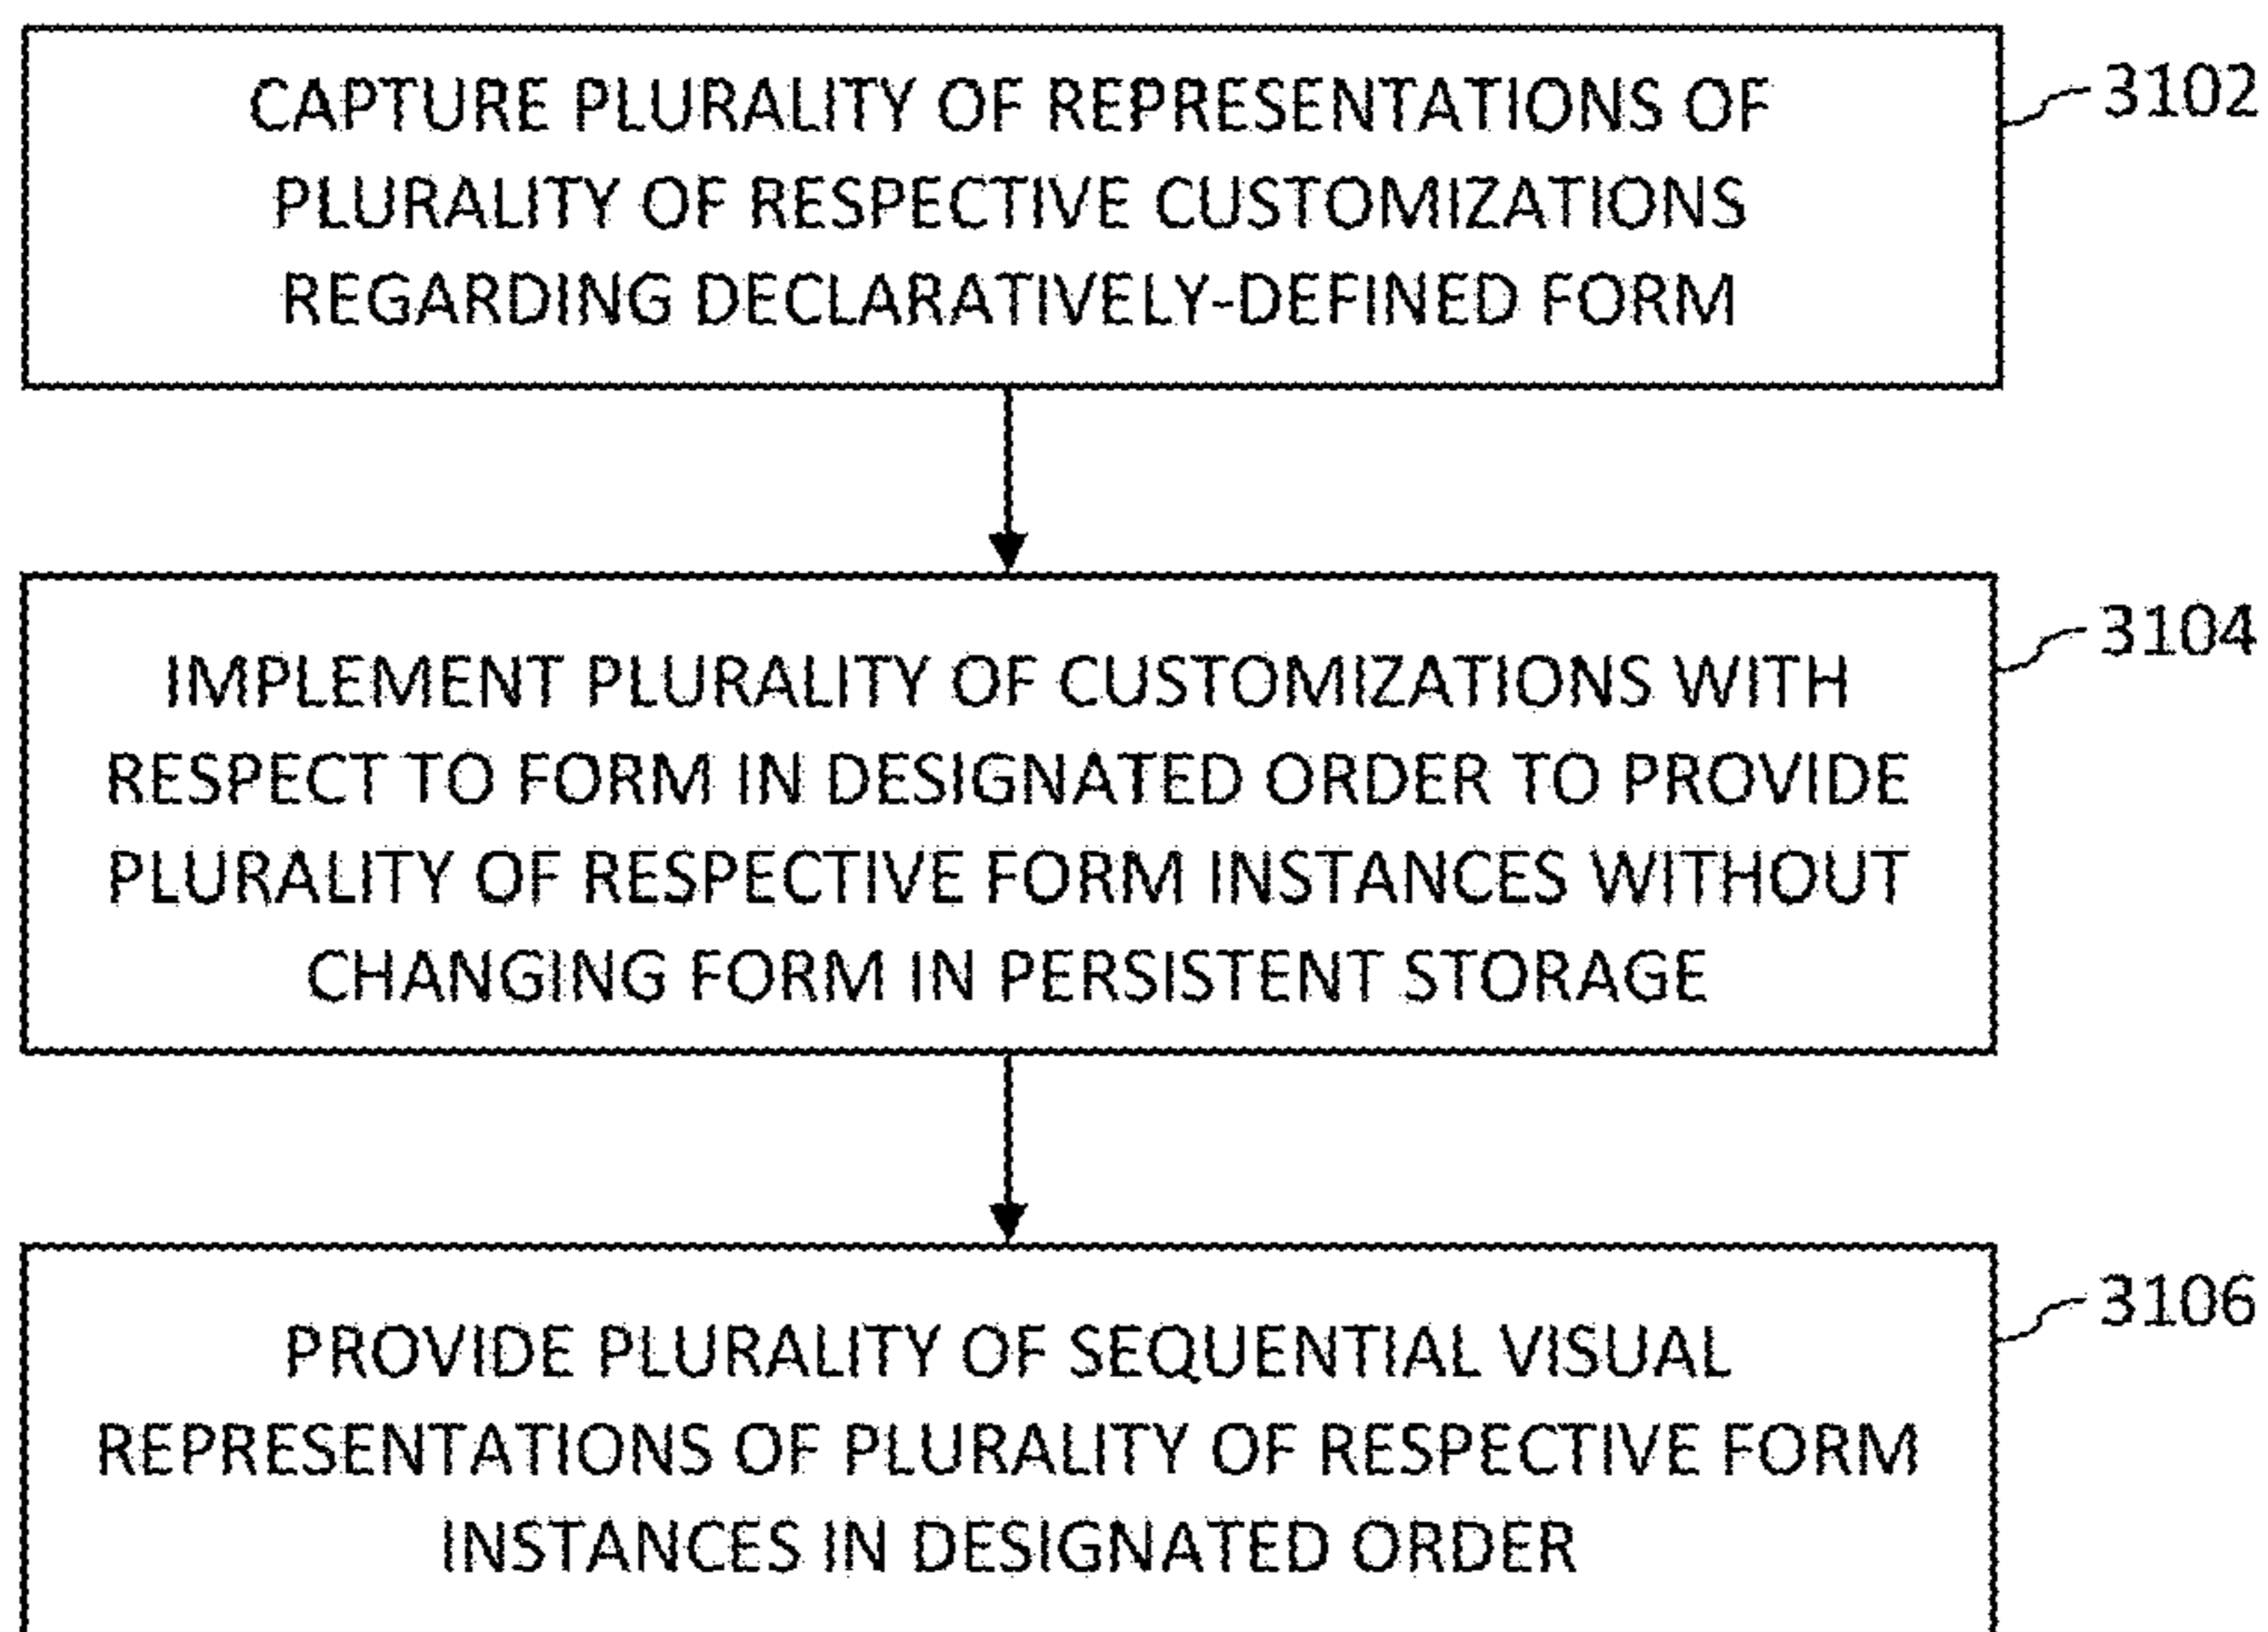 CAPTURE PLURALITY OF REPRESENTATIONS OF
PLURALITY OF RESPECTIVE CUSTOMIZATIONS
REGARDING DECLARATIVELY-DEFINED FORM
3102
IMPLEMENT PLURALITY OF CUSTOMIZATIONS WITH
RESPECT TO FORM IN DESIGNATED ORDER TO PROVIDE
PLURALITY OF RESPECTIVE FORM INSTANCES WITHOUT
CHANGING FORM IN PERSISTENT STORAGE
3104
PROVIDE PLURALITY OF SEQUENTIAL VISUAL
REPRESENTATIONS OF PLURALITY OF RESPECTIVE FORM
INSTANCES IN DESIGNATED ORDER
3106